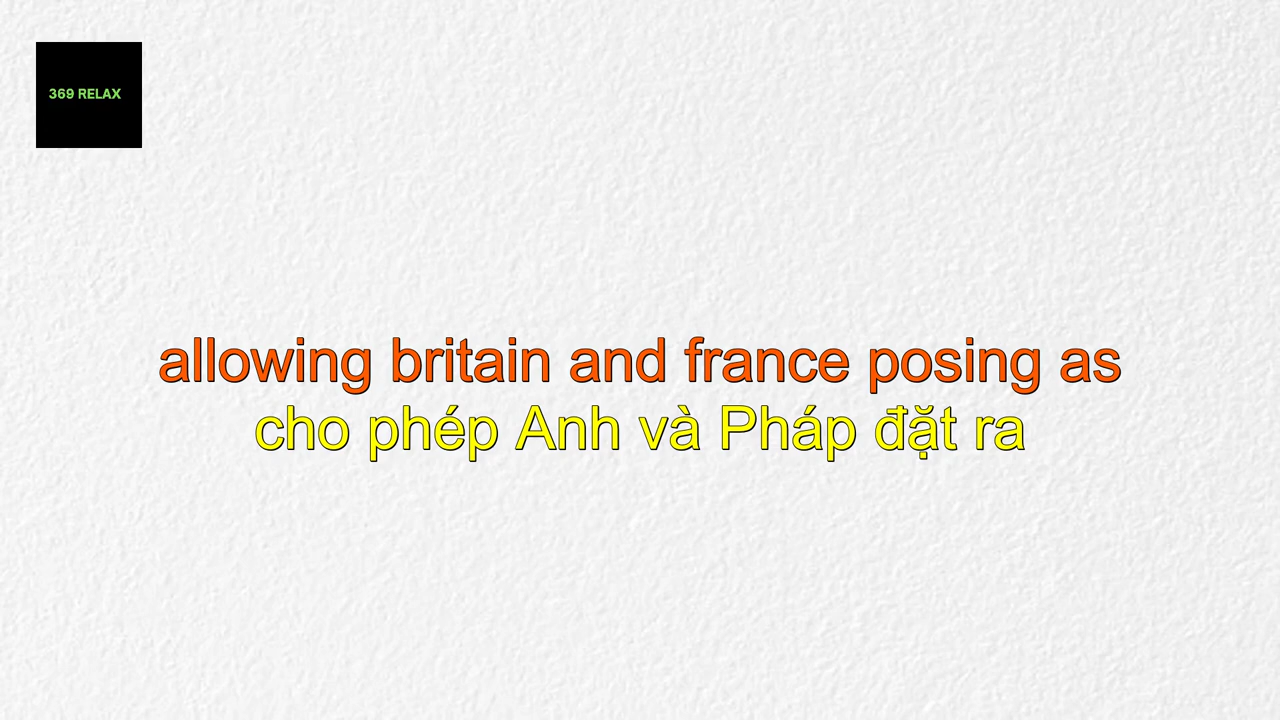 369 RELAX
allowing britain and france posing as
cho phép Anh và Pháp đặt ra